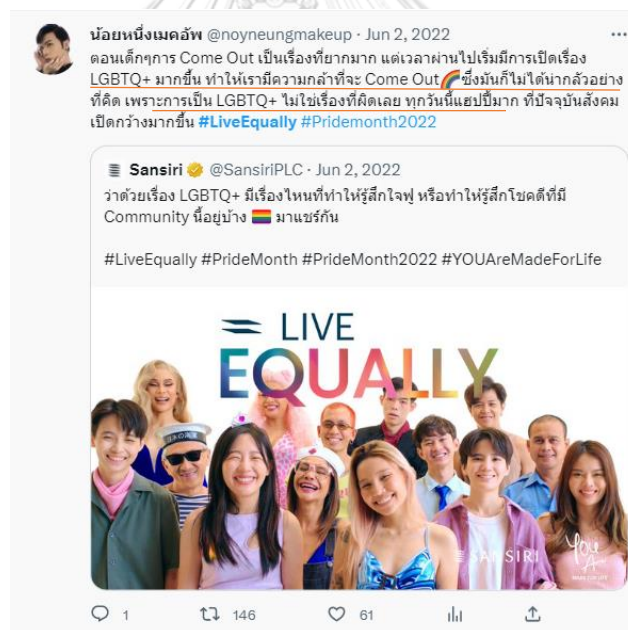 น้อยหนึ่งเมคอัพ @noyneungmakeup · Jun 2, 2022
ตอนเด็กๆการ Come Out เป็นเรื่องที่ยากมาก แต่เวลาผ่านไปเริ่มมีการเปิดเรื่อง
LGBTQ+ มากขึ้น ทำให้เรามีความกล้าที่จะ Come Out🌈ซึ่งมันก็ไม่ได้น่ากลัวอย่าง
ที่คิด เพราะการเป็น LGBTQ+ ไม่ใช่เรื่องที่ผิดเลย ทุกวันนี้แฮปปี้มาก ที่ปัจจุบันสังคม
เปิดกว้างมากขึ้น #LiveEqually #Pridemonth2022
Sansiri @SansiriPLC · Jun 2, 2022
ว่าด้วยเรื่อง LGBTQ+ มีเรื่องไหนที่ทำให้รู้สึกใจฟู หรือทำให้รู้สึกโชคดีที่มี
Community นี้อยู่บ้าง 🏳️‍🌈 มาแชร์กัน
#LiveEqually #PrideMonth #PrideMonth2022 #YOUAreMadeForLife
LIVE
EQUALLY
SANSIRI
YOU Are
MADE FOR LIFE
1 146 61